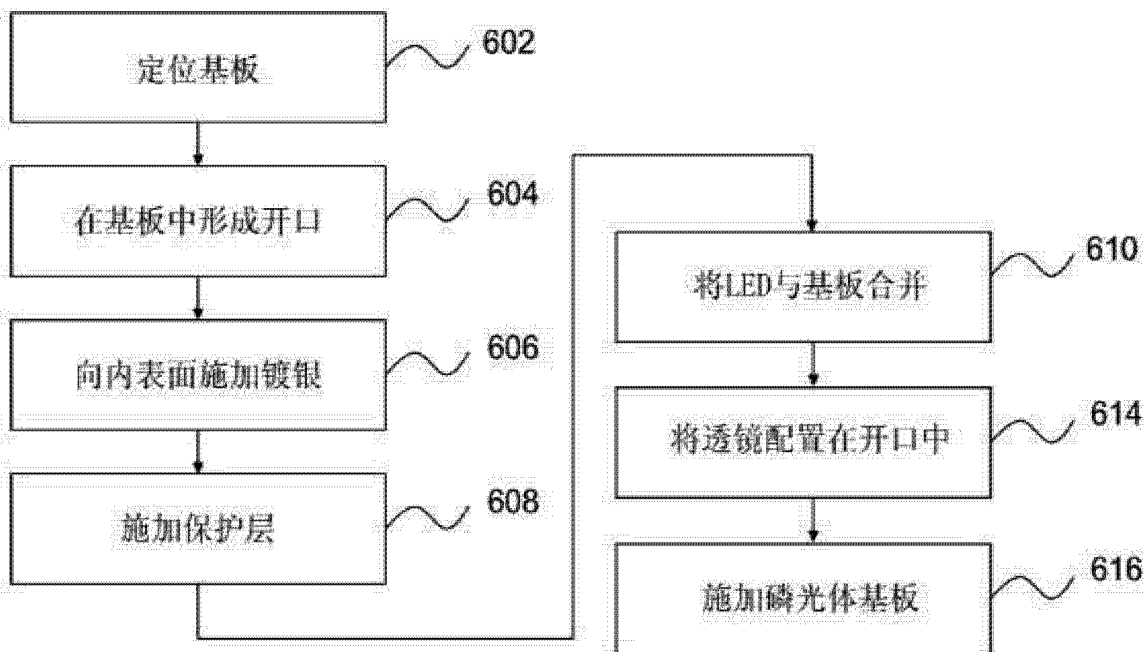 定位基板
602
在基板中形成开口
604
向内表面施加镀银
606
施加保护层
608
将LED与基板合并
610
将透镜配置在开口中
614
施加磷光体基板
616